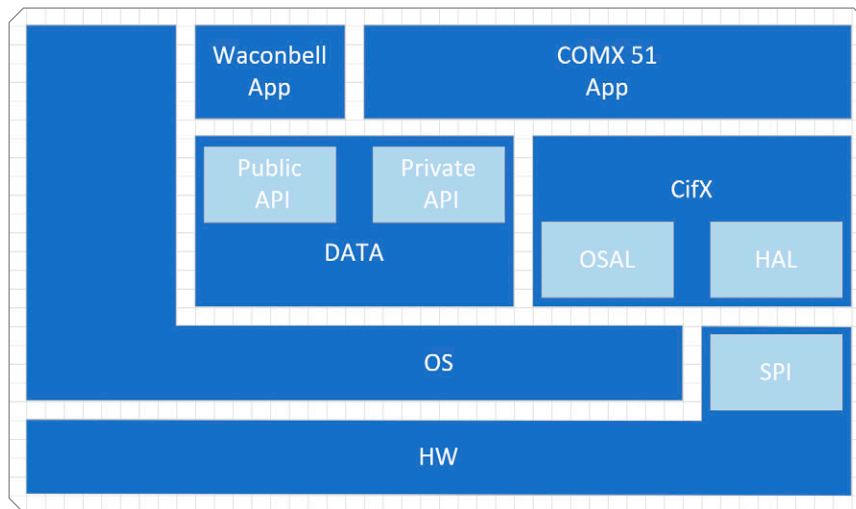 Waconbell
App
COMX 51
App
Public
API
Private
API
DATA
CifX
OSAL
HAL
OS
SPI
HW